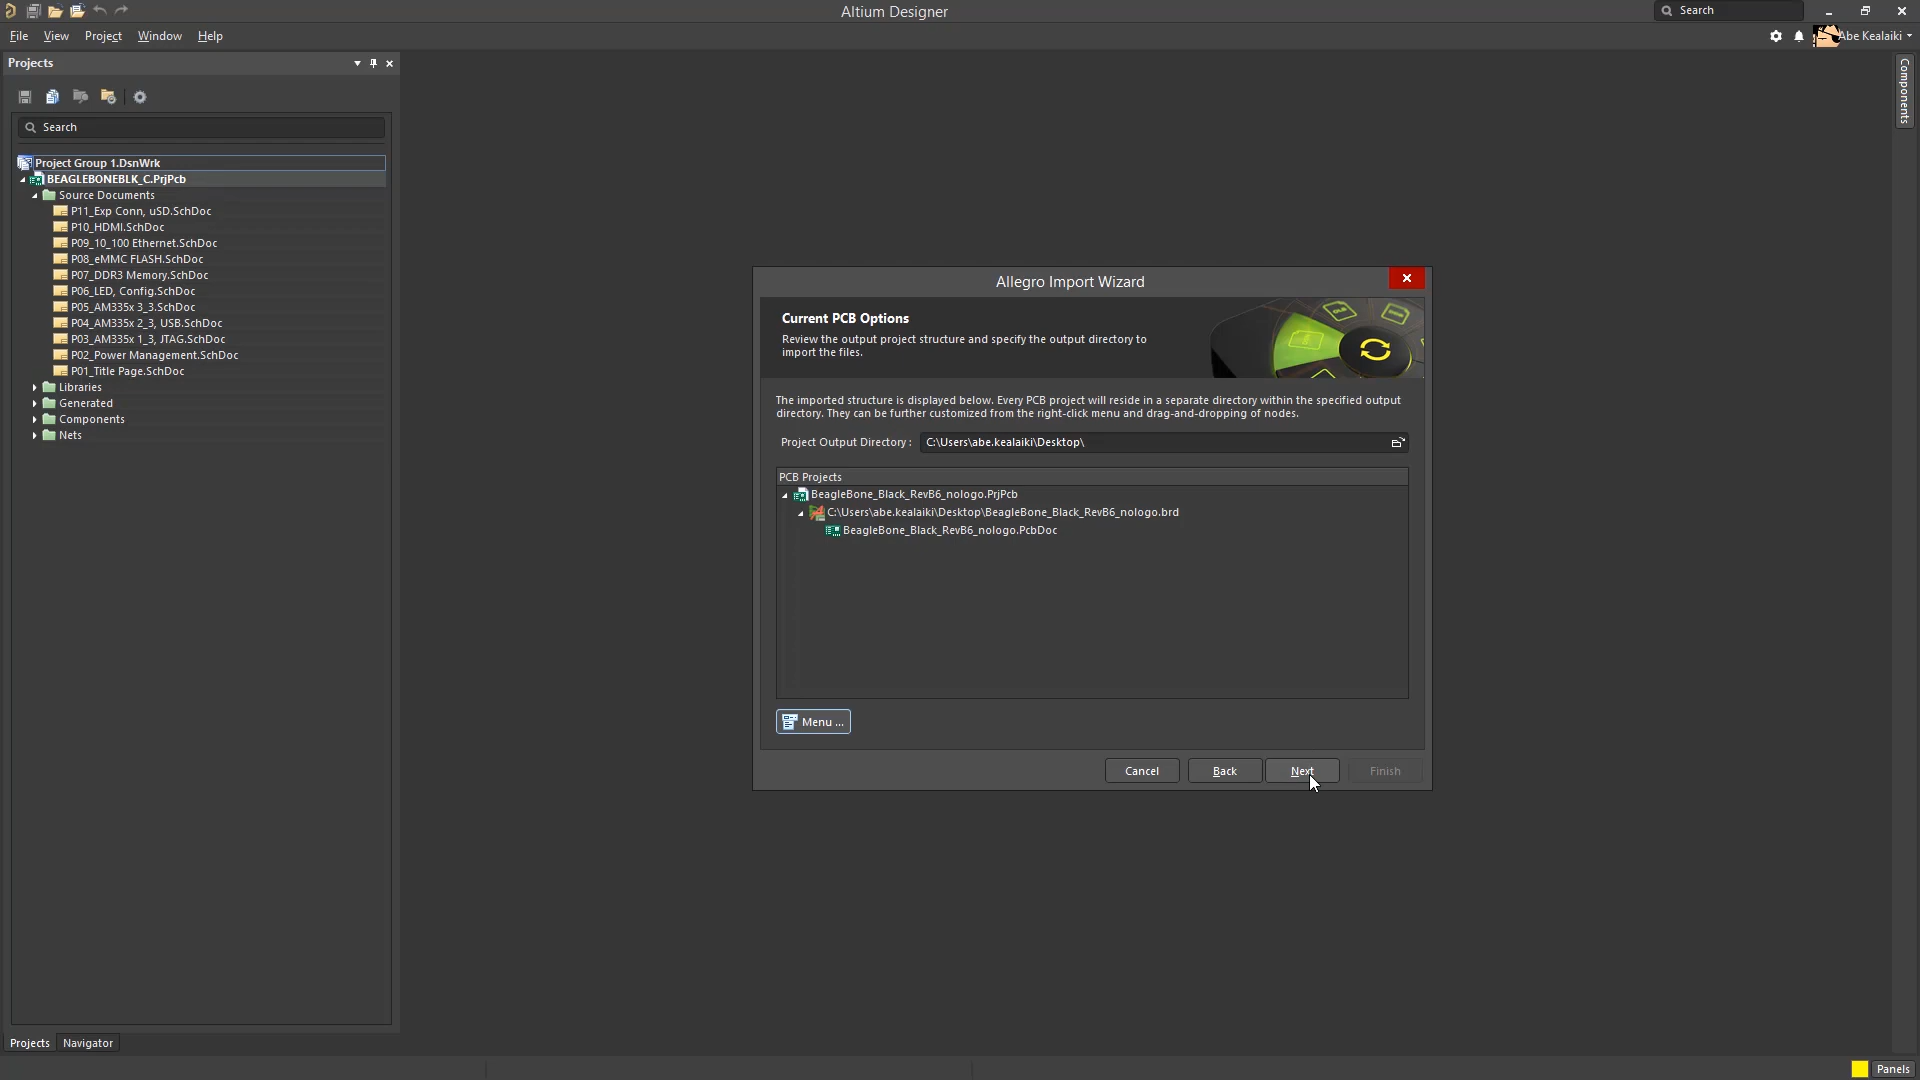 Altium Designer
Search
File View Project Window Help
Abe Kealaiki
Projects
Components
Search
Project Group 1.DsnWrk
BEAGLEBONEBLK_C.PrjPcb
Source Documents
P11_Exp Conn, uSD.SchDoc
P10_HDMI.SchDoc
P09_10_100 Ethernet.SchDoc
P08_eMMC FLASH.SchDoc
P07_DDR3 Memory.SchDoc
P06_LED, Config.SchDoc
P05_AM335x 3_3.SchDoc
P04_AM335x 2_3, USB.SchDoc
P03_AM335x 1_3, JTAG.SchDoc
P02_Power Management.SchDoc
P01_Title Page.SchDoc
Libraries
Generated
Components
Nets
Allegro Import Wizard
Current PCB Options
Review the output project structure and specify the output directory to
import the files.
The imported structure is displayed below. Every PCB project will reside in a separate directory within the specified output
directory. They can be further customized from the right-click menu and drag-and-dropping of nodes.
Project Output Directory : C:\Users\abe.kealaiki\Desktop\
PCB Projects
BeagleBone_Black_RevB6_nologo.PrjPcb
C:\Users\abe.kealaiki\Desktop\BeagleBone_Black_RevB6_nologo.brd
BeagleBone_Black_RevB6_nologo.PcbDoc
Menu ...
Cancel Back Next Finish
Projects Navigator
Panels